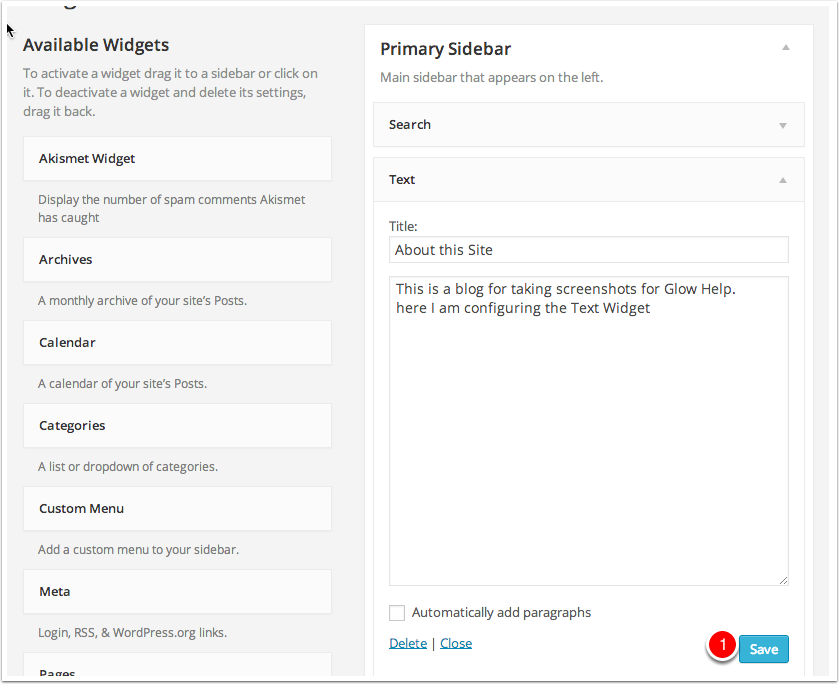 Available Widgets
To activate a widget drag it to a sidebar or click on
it. To deactivate a widget and delete its settings,
drag it back.
Akismet Widget
Display the number of spam comments Akismet
has caught
Archives
A monthly archive of your site's Posts.
Calendar
A calendar of your site's Posts.
Categories
A list or dropdown of categories.
Custom Menu
Add a custom menu to your sidebar.
Meta
Login, RSS, & WordPress.org links.
Pages
Primary Sidebar
Main sidebar that appears on the left.
Search
Text
Title:
About this Site
This is a blog for taking screenshots for Glow Help.
here I am configuring the Text Widget
Automatically add paragraphs
Delete | Close
1
Save